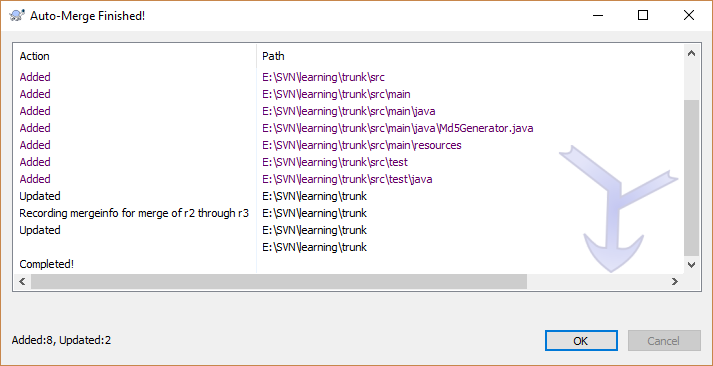 Auto-Merge Finished!
Action Path
Added E:\SVN\learning\trunk\src
Added E:\SVN\learning\trunk\src\main
Added E:\SVN\learning\trunk\src\main\java
Added E:\SVN\learning\trunk\src\main\java\Md5Generator.java
Added E:\SVN\learning\trunk\src\main\resources
Added E:\SVN\learning\trunk\src\test
Added E:\SVN\learning\trunk\src\test\java
Updated E:\SVN\learning\trunk
Recording mergeinfo for merge of r2 through r3 E:\SVN\learning\trunk
Updated E:\SVN\learning\trunk
E:\SVN\learning\trunk
Completed!
Added:8, Updated:2 OK Cancel